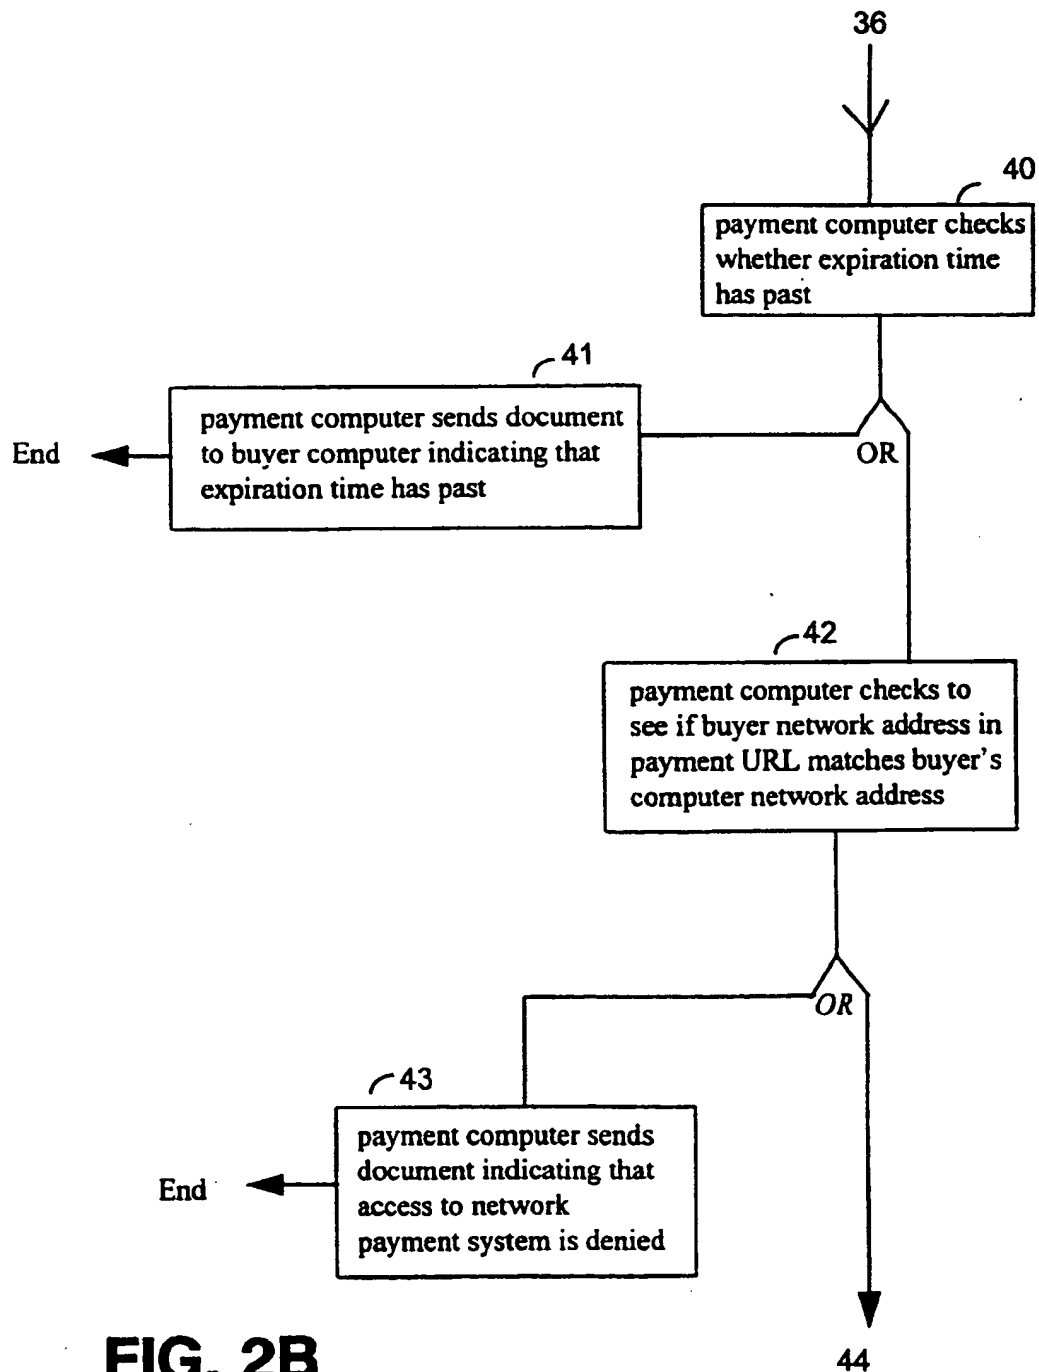 36
40
payment computer checks
whether expiration time
has past
41
payment computer sends document
to buyer computer indicating that
expiration time has past
End
OR
42
payment computer checks to
see if buyer network address in
payment URL matches buyer's
computer network address
OR
43
payment computer sends
document indicating that
access to network
payment system is denied
End
44
FIG. 2B